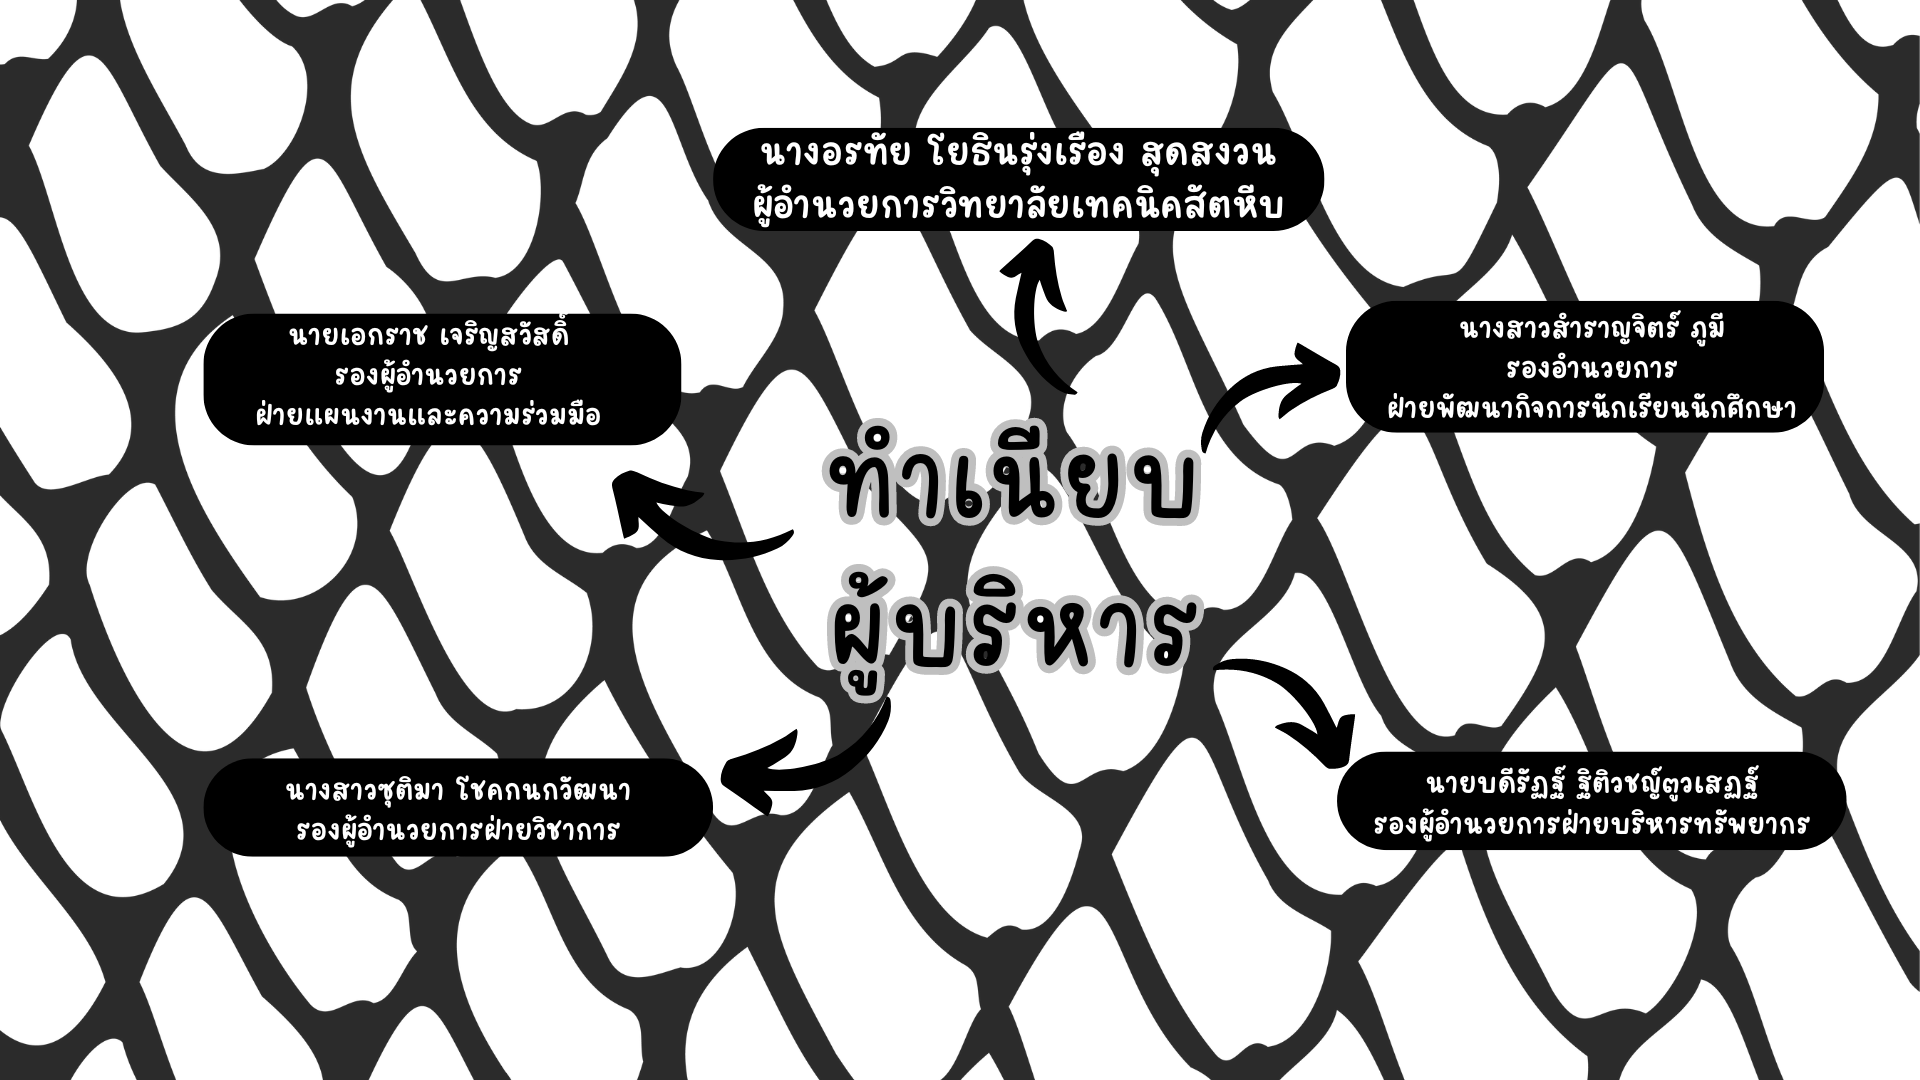 นางอรทัย โยธินรุ่งเรือง สุดสงวน
ผู้อำนวยการวิทยาลัยเทคนิคสัตหีบ
นายเอกราช เจริญสวัสดิ์
รองผู้อำนวยการ
ฝ่ายแผนงานและความร่วมมือ
นางสาวสำราญจิตร์ ภูมี
รองอำนวยการ
ฝ่ายพัฒนากิจการนักเรียนนักศึกษา
ทำเนียบ
ผู้บริหาร
นางสาวชุติมา โชคกนกวัฒนา
รองผู้อำนวยการฝ่ายวิชาการ
นายบดีรัฏฐ์ ฐิติวชญ์ฏูวเสฏฐ์
รองผู้อำนวยการฝ่ายบริหารทรัพยากร